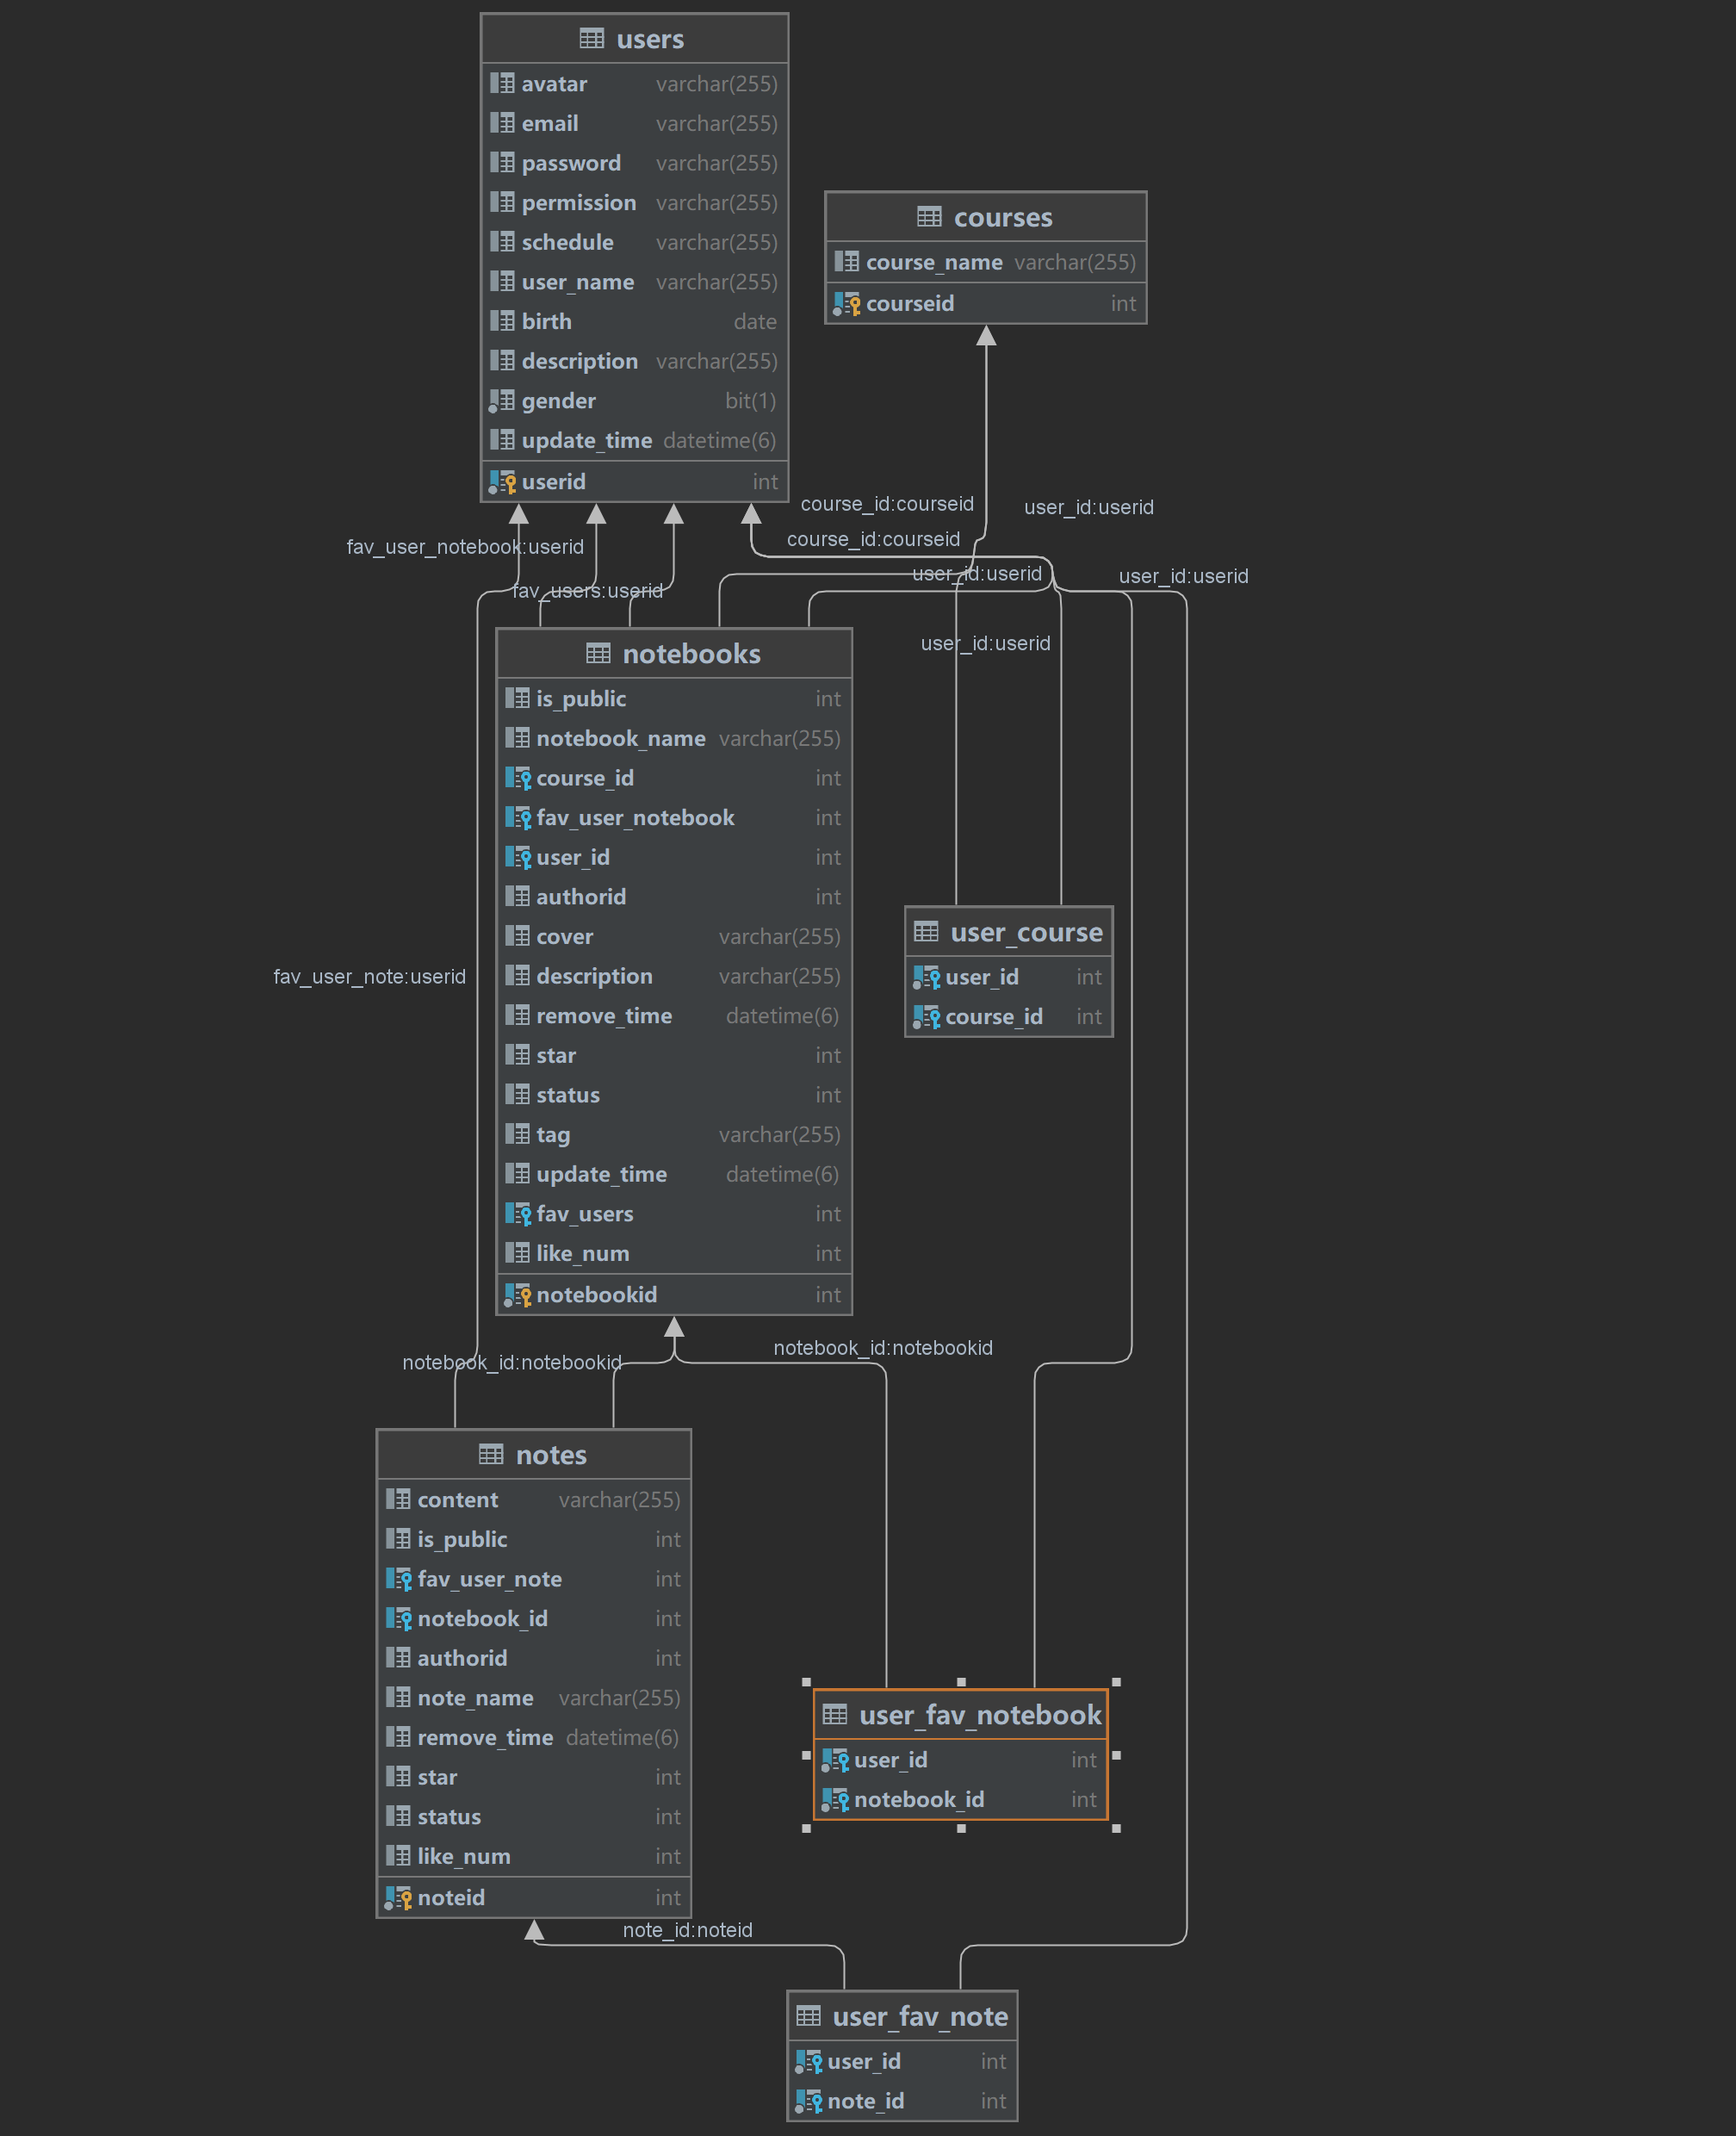 users
avatar varchar(255)
email varchar(255)
password varchar(255)
permission varchar(255)
schedule varchar(255)
user_name varchar(255)
birth date
description varchar(255)
gender bit(1)
update_time datetime(6)
userid int
courses
course_name varchar(255)
courseid int
course_id:courseid
user_id:userid
course_id:courseid
fav_user_notebook:userid
user_id:userid
user_id:userid
fav_users:userid
user_id:userid
notebooks
is_public int
notebook_name varchar(255)
course_id int
fav_user_notebook int
user_id int
authorid int
cover varchar(255)
description varchar(255)
remove_time datetime(6)
star int
status int
tag varchar(255)
update_time datetime(6)
fav_users int
like_num int
notebookid int
user_course
user_id int
course_id int
fav_user_note:userid
notebook_id:notebookid
notebook_id:notebookid
notes
content varchar(255)
is_public int
fav_user_note int
notebook_id int
authorid int
note_name varchar(255)
remove_time datetime(6)
star int
status int
like_num int
noteid int
user_fav_notebook
user_id int
notebook_id int
note_id:noteid
user_fav_note
user_id int
note_id int